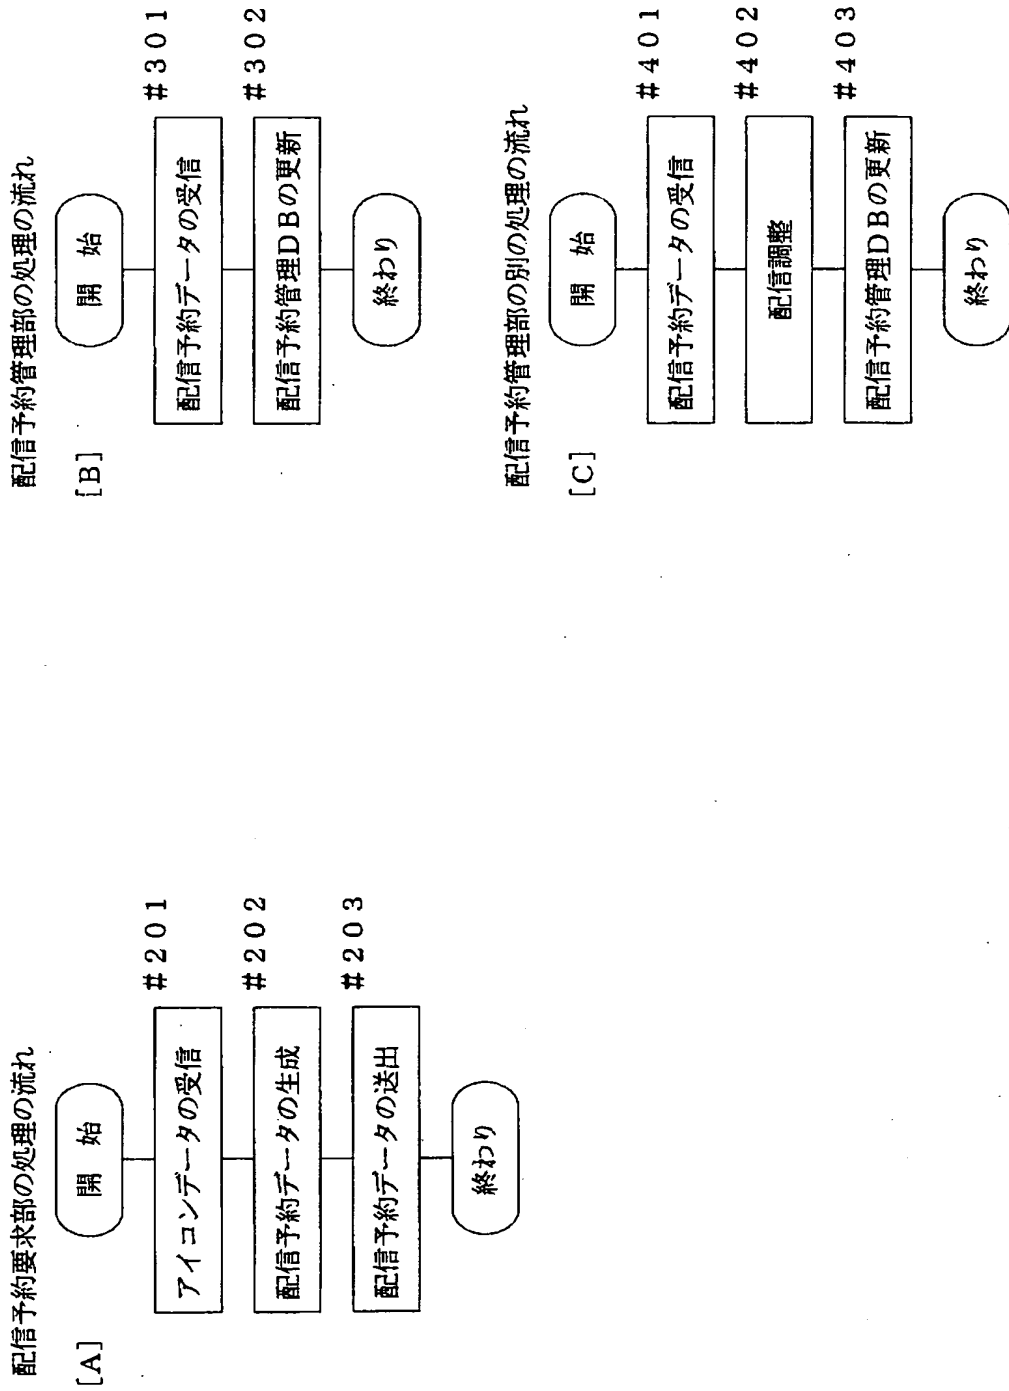 配信予約要求部の処理の流れ
[A]
開 始
アイコンデータの受信
#201
配信予約データの生成
#202
配信予約データの送出
#203
終わり
配信予約管理部の処理の流れ
[B]
開 始
配信予約データの受信
#301
配信予約管理DBの更新
#302
終わり
配信予約管理部の別の処理の流れ
[C]
開 始
配信予約データの受信
#401
配信調整
#402
配信予約管理DBの更新
#403
終わり